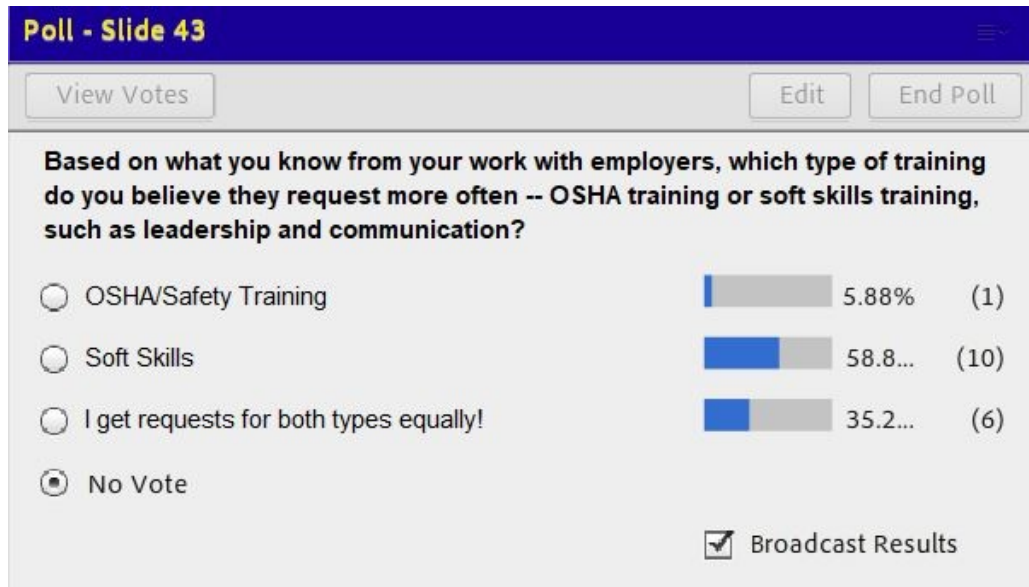 Poll - Slide 43
View Votes Edit End Poll
Based on what you know from your work with employers, which type of training
do you believe they request more often -- OSHA training or soft skills training,
such as leadership and communication?
OSHA/Safety Training 5.88% (1)
Soft Skills 58.8... (10)
I get requests for both types equally! 35.2... (6)
No Vote
Broadcast Results